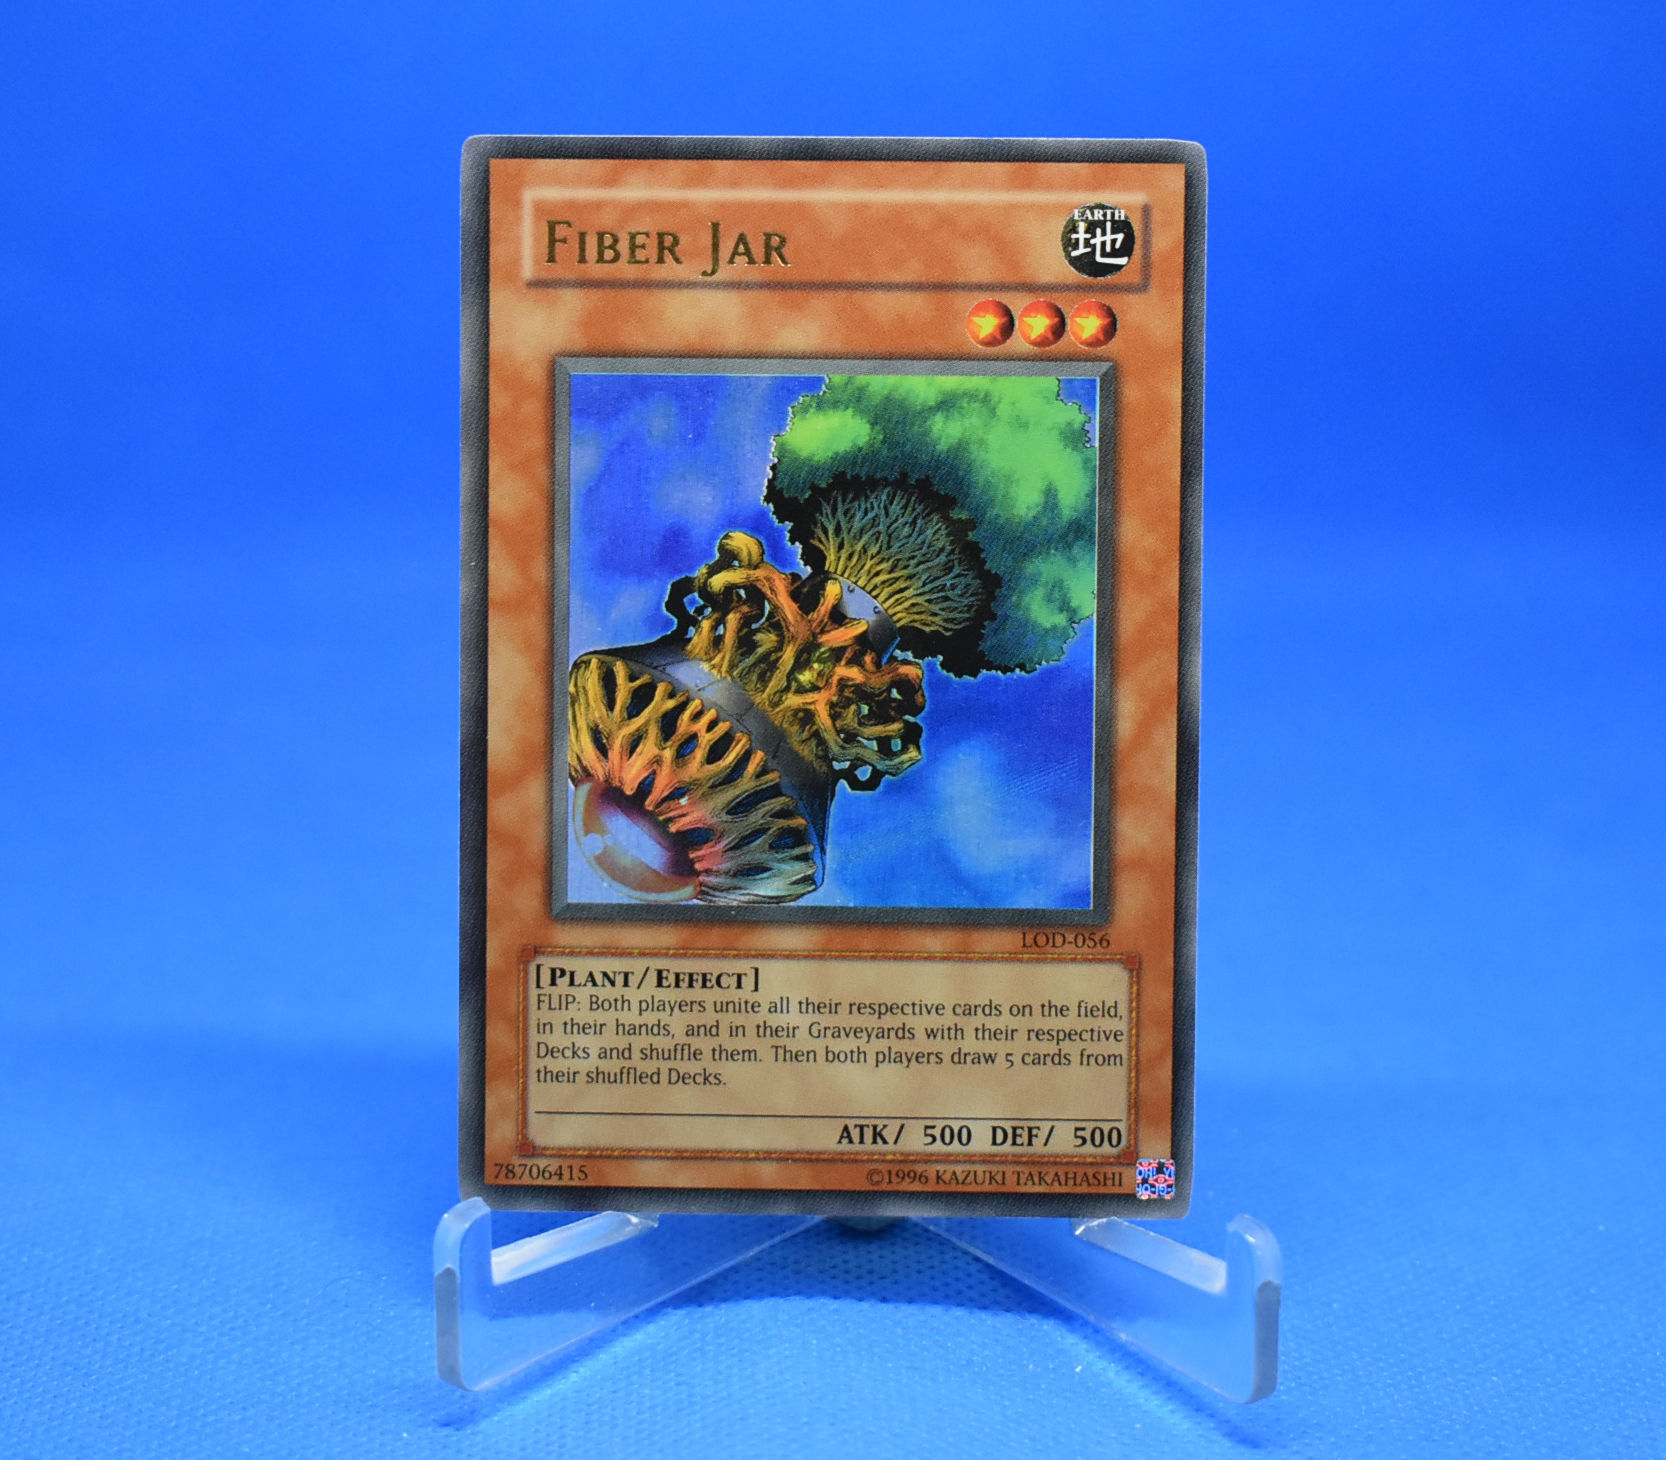 FIBER JAR
EARTH
地
LOD-056
[PLANT/EFFECT]
FLIP: Both players unite all their respective cards on the field,
in their hands, and in their Graveyards with their respective
Decks and shuffle them. Then both players draw 5 cards from
their shuffled Decks.
ATK/ 500 DEF/ 500
78706415
©1996 KAZUKI TAKAHASHI